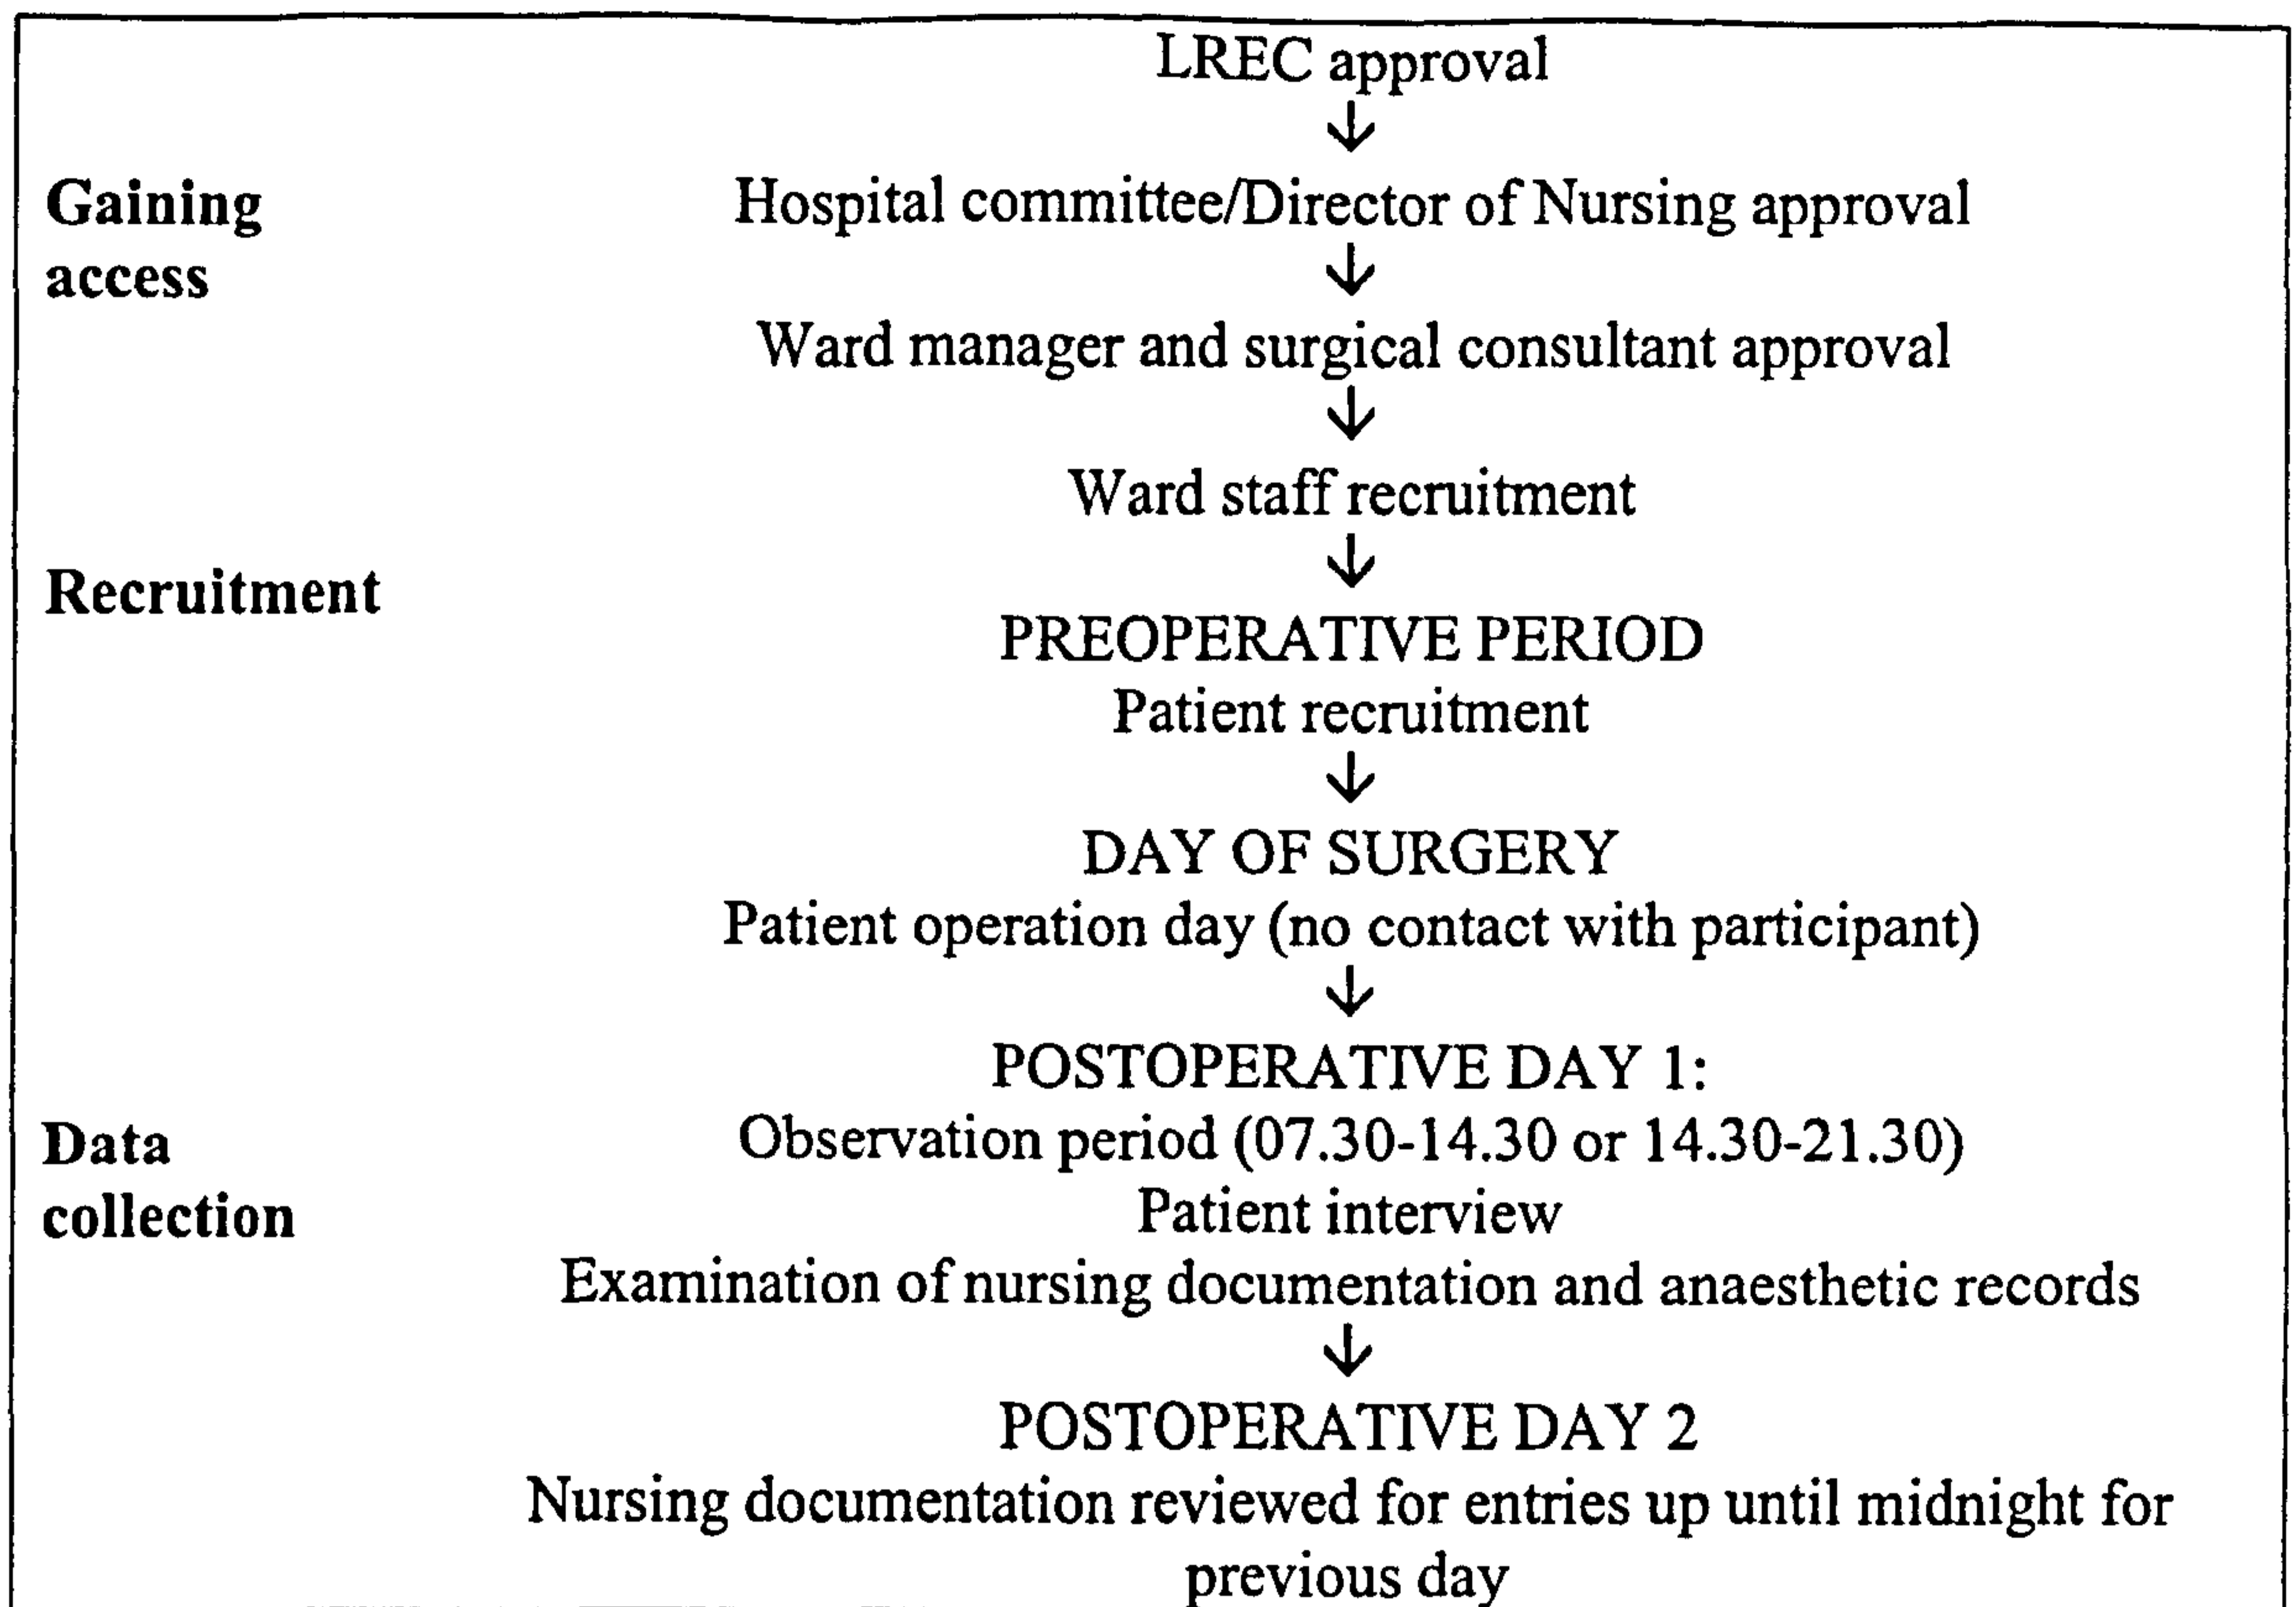 LREC approval
↓
Gaining
access
Hospital committee/Director of Nursing approval
↓
Ward manager and surgical consultant approval
↓
Ward staff recruitment
↓
Recruitment
PREOPERATIVE PERIOD
Patient recruitment
↓
DAY OF SURGERY
Patient operation day (no contact with participant)
↓
POSTOPERATIVE DAY 1:
Data
collection
Observation period (07.30-14.30 or 14.30-21.30)
Patient interview
Examination of nursing documentation and anaesthetic records
↓
POSTOPERATIVE DAY 2
Nursing documentation reviewed for entries up until midnight for
previous day